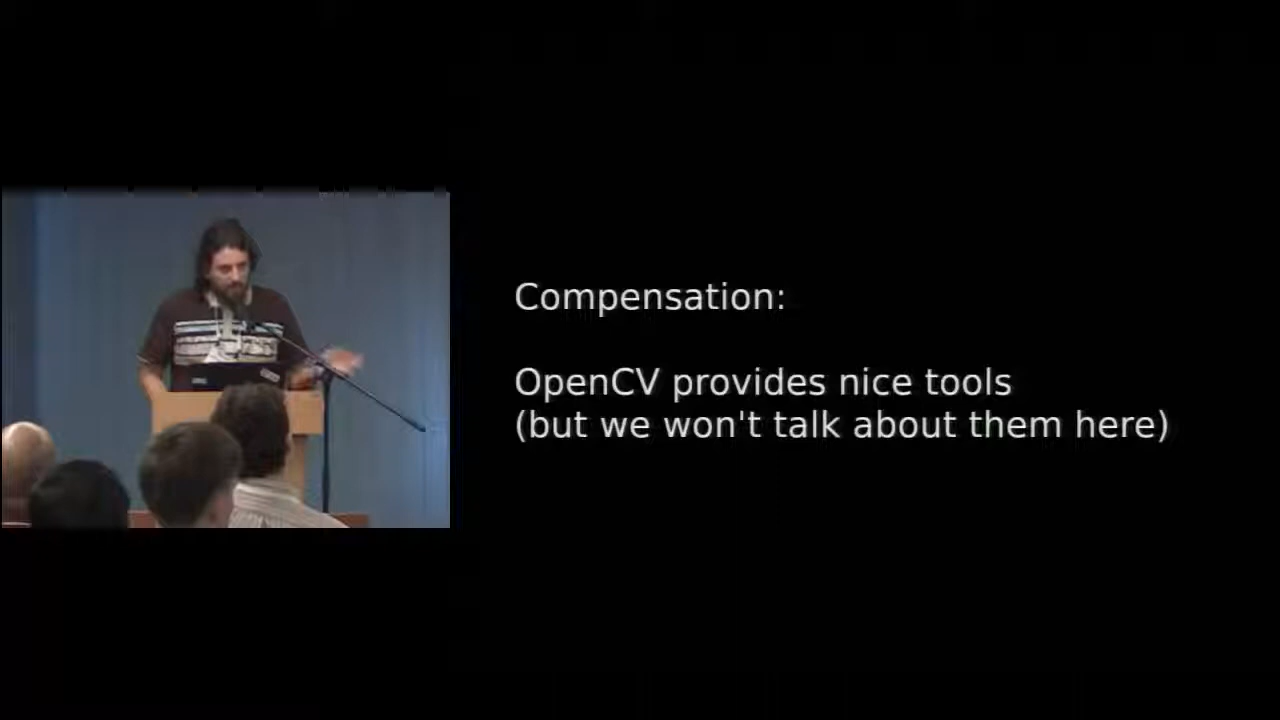 Compensation:
OpenCV provides nice tools
(but we won't talk about them here)